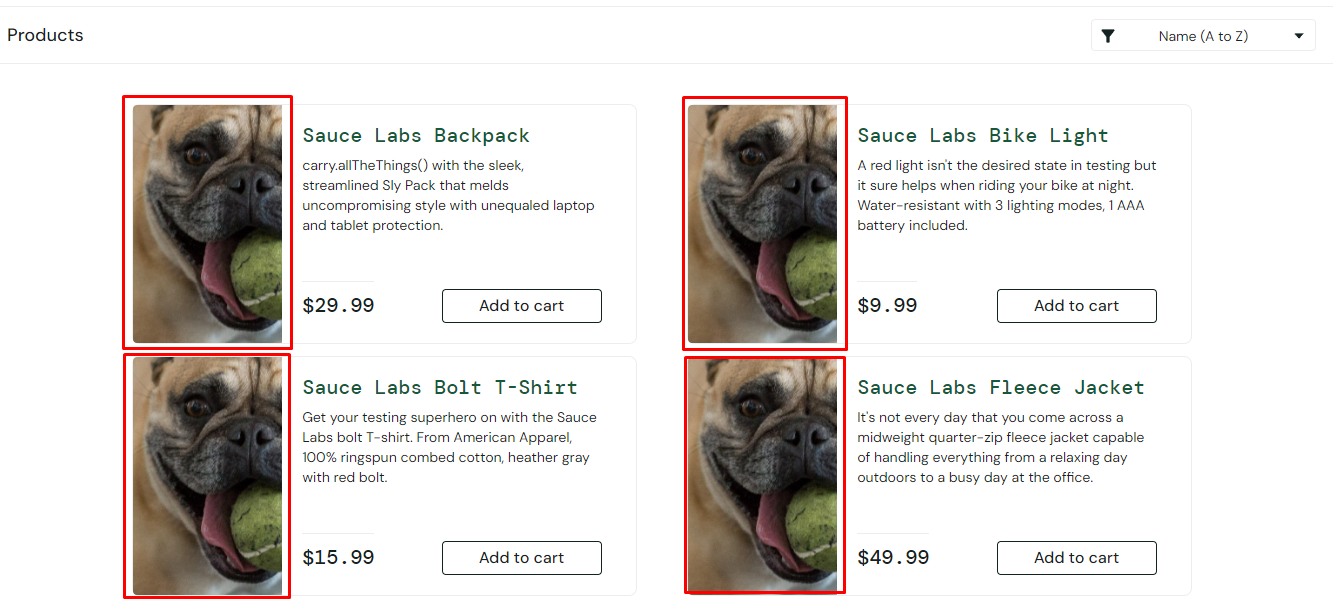 Products
Name (A to Z)
Sauce Labs Backpack
carry.allTheThings() with the sleek,
streamlined Sly Pack that melds
uncompromising style with unequaled laptop
and tablet protection.
$29.99
Add to cart
Sauce Labs Bike Light
A red light isn't the desired state in testing but
it sure helps when riding your bike at night.
Water-resistant with 3 lighting modes, 1 AAA
battery included.
$9.99
Add to cart
Sauce Labs Bolt T-Shirt
Get your testing superhero on with the Sauce
Labs bolt T-shirt. From American Apparel,
100% ringspun combed cotton, heather gray
with red bolt.
$15.99
Add to cart
Sauce Labs Fleece Jacket
It's not every day that you come across a
midweight quarter-zip fleece jacket capable
of handling everything from a relaxing day
outdoors to a busy day at the office.
$49.99
Add to cart